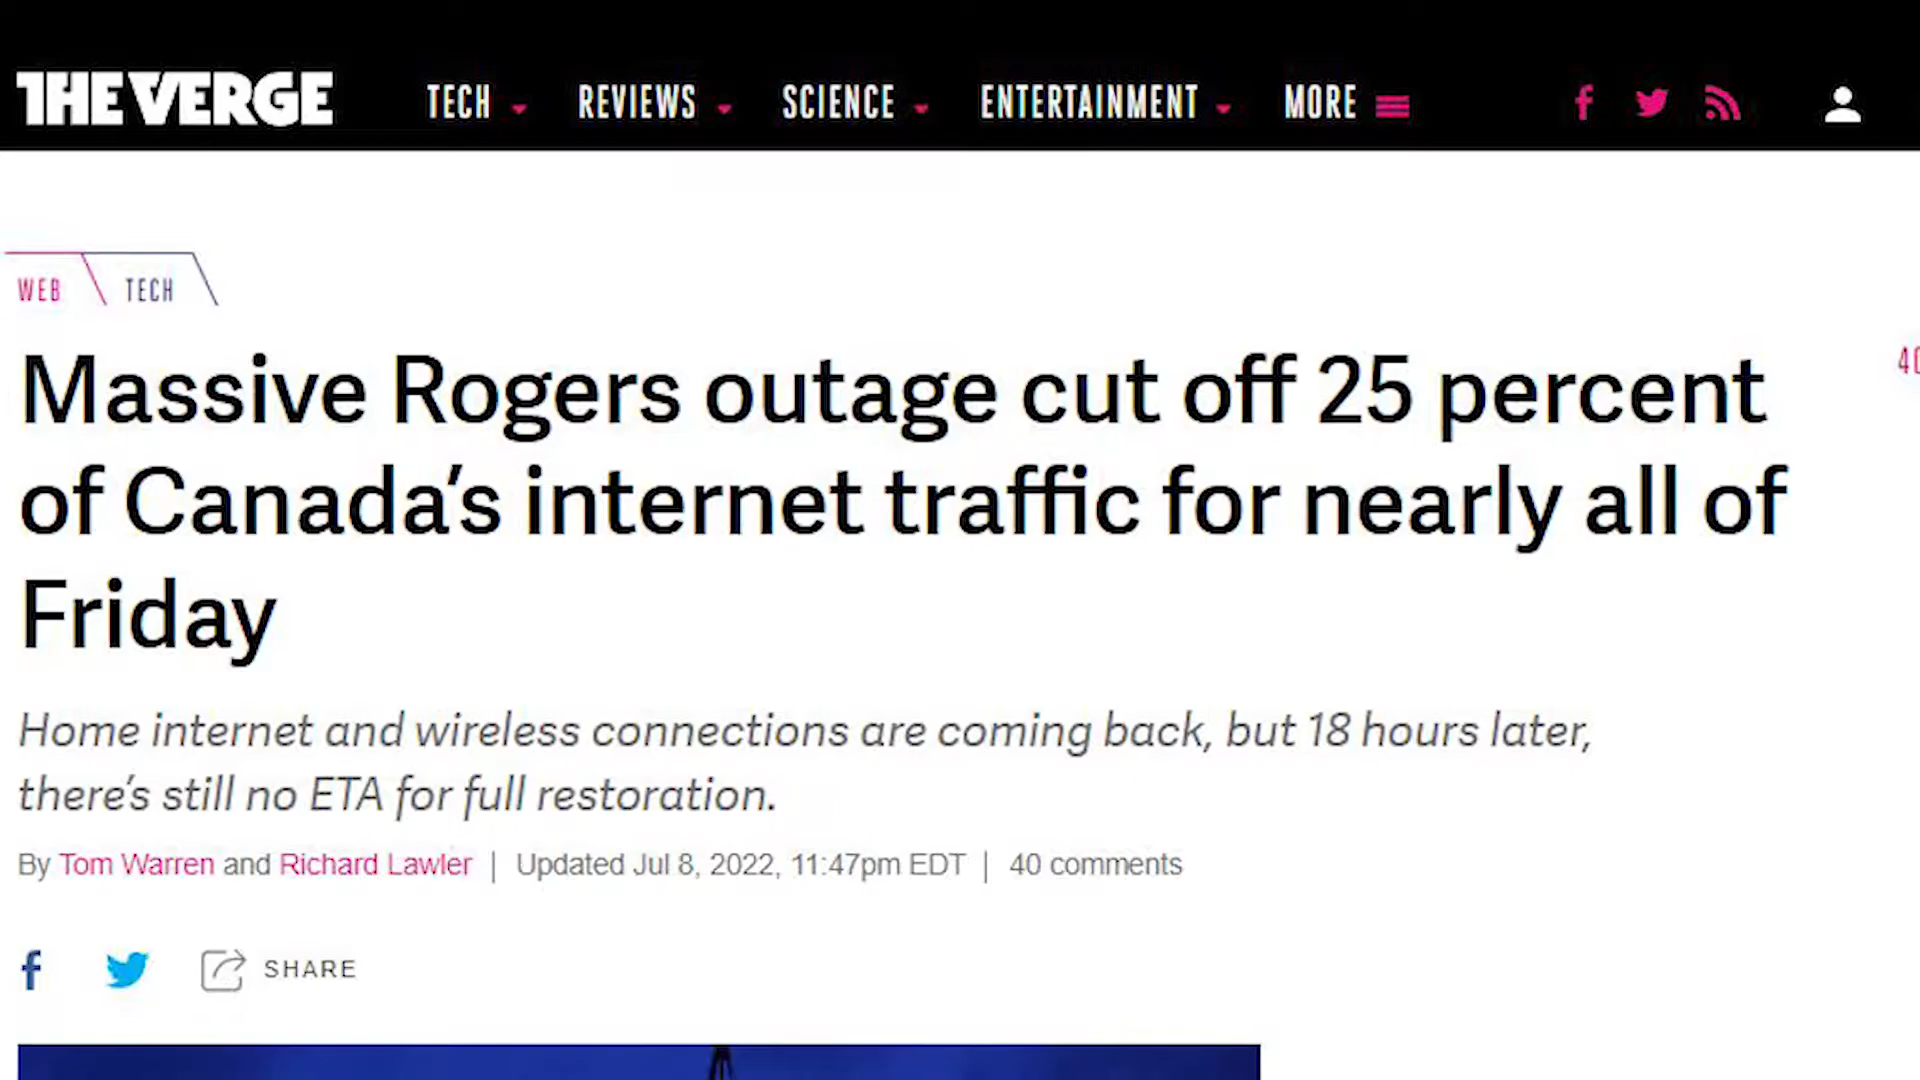 THE VERGE TECH REVIEWS SCIENCE ENTERTAINMENT MORE
WEB TECH
Massive Rogers outage cut off 25 percent
40
of Canada’s internet traffic for nearly all of
Friday
Home internet and wireless connections are coming back, but 18 hours later,
there’s still no ETA for full restoration.
By Tom Warren and Richard Lawler | Updated Jul 8, 2022, 11:47pm EDT | 40 comments
SHARE